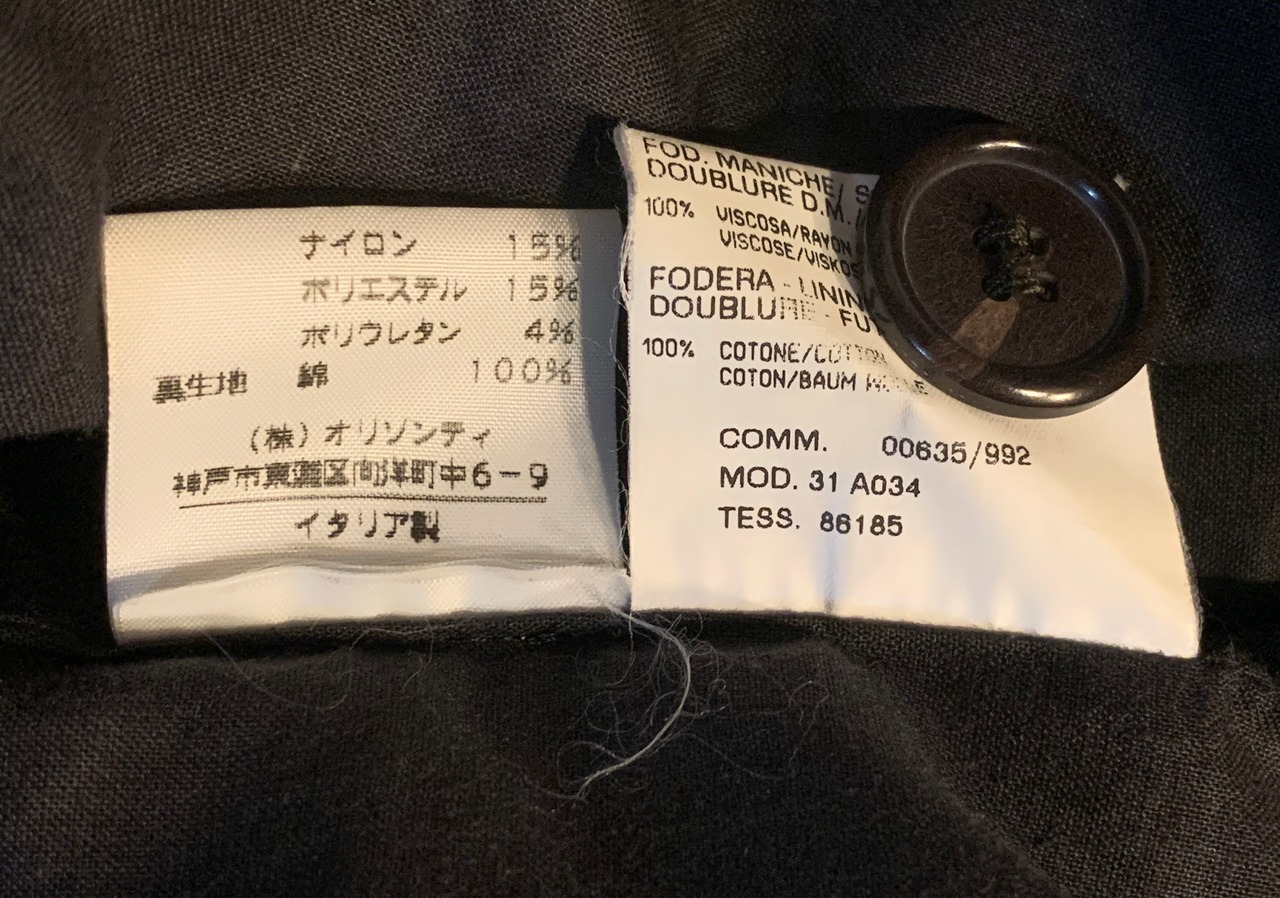 ナイロン 15%
ポリエステル 15%
ポリウレタン 4%
裏生地 綿 100%
(株)オリゾンティ
神戸市東灘区向洋町中6-9
イタリア製
FOD. MANICHE/ S
DOUBLURE D.M./
100% VISCOSA/RAYON
VISCOSE/VISKOS
FODERA - LININ
DOUBLURE - FU
100% COTONE/COTTON
COTON/BAUM
COMM. 00635/992
MOD. 31 A034
TESS. 86185